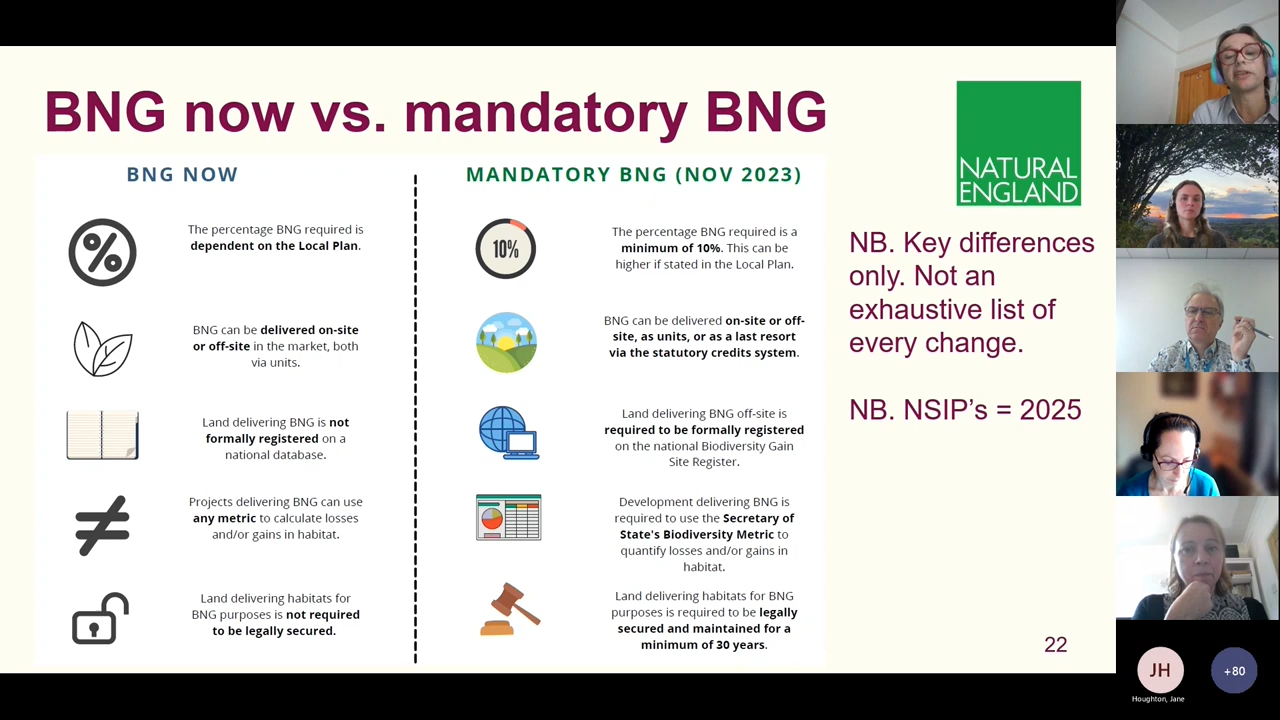 BNG now vs. mandatory BNG
BNG NOW
The percentage BNG required is
dependent on the Local Plan.
BNG can be delivered on-site
or off-site in the market, both
via units.
Land delivering BNG is not
formally registered on a
national database.
Projects delivering BNG can use
any metric to calculate losses
and/or gains in habitat.
Land delivering habitats for
BNG purposes is not required
to be legally secured.
MANDATORY BNG (NOV 2023)
10%
The percentage BNG required is a
minimum of 10%. This can be
higher if stated in the Local Plan.
BNG can be delivered on-site or off-
site, as units, or as a last resort
via the statutory credits system.
Land delivering BNG off-site is
required to be formally registered
on the national Biodiversity Gain
Site Register.
Development delivering BNG is
required to use the Secretary of
State's Biodiversity Metric to
quantify losses and/or gains in
habitat.
Land delivering habitats for BNG
purposes is required to be legally
secured and maintained for a
minimum of 30 years.
NATURAL
ENGLAND
NB. Key differences
only. Not an
exhaustive list of
every change.
NB. NSIP’s = 2025
22
JH
Houghton, Jane
+80